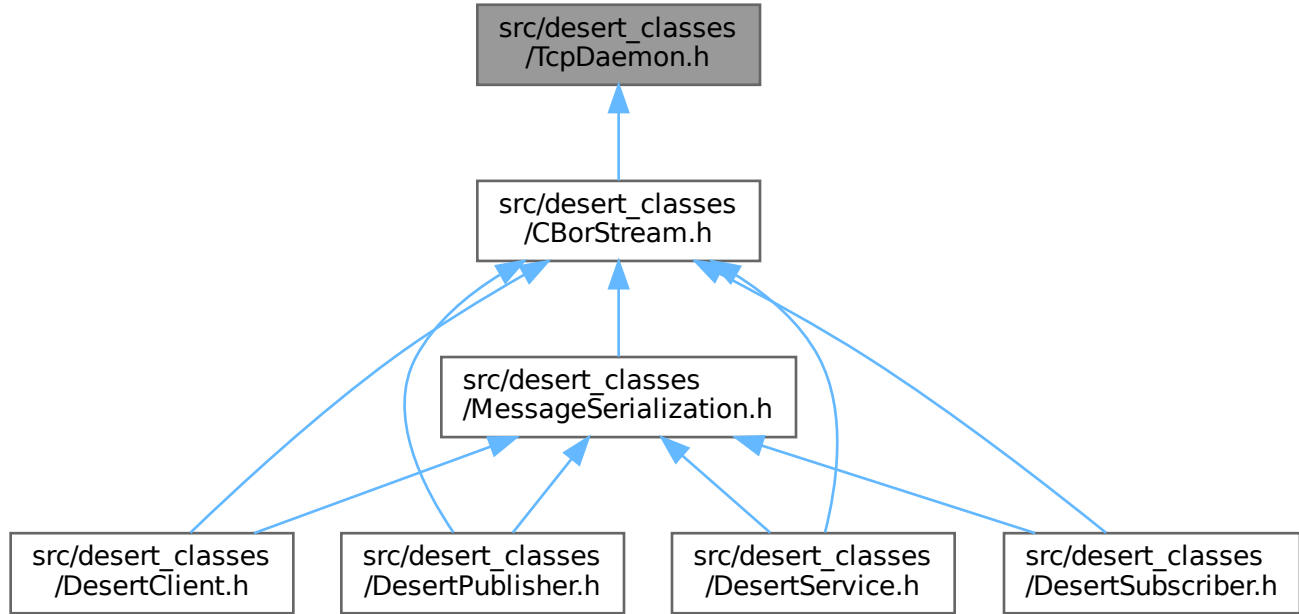 src/desert_classes
/TcpDaemon.h
src/desert_classes
/CBorStream.h
src/desert_classes
/MessageSerialization.h
src/desert_classes
/DesertClient.h
src/desert_classes
/DesertPublisher.h
src/desert_classes
/DesertService.h
src/desert_classes
/DesertSubscriber.h